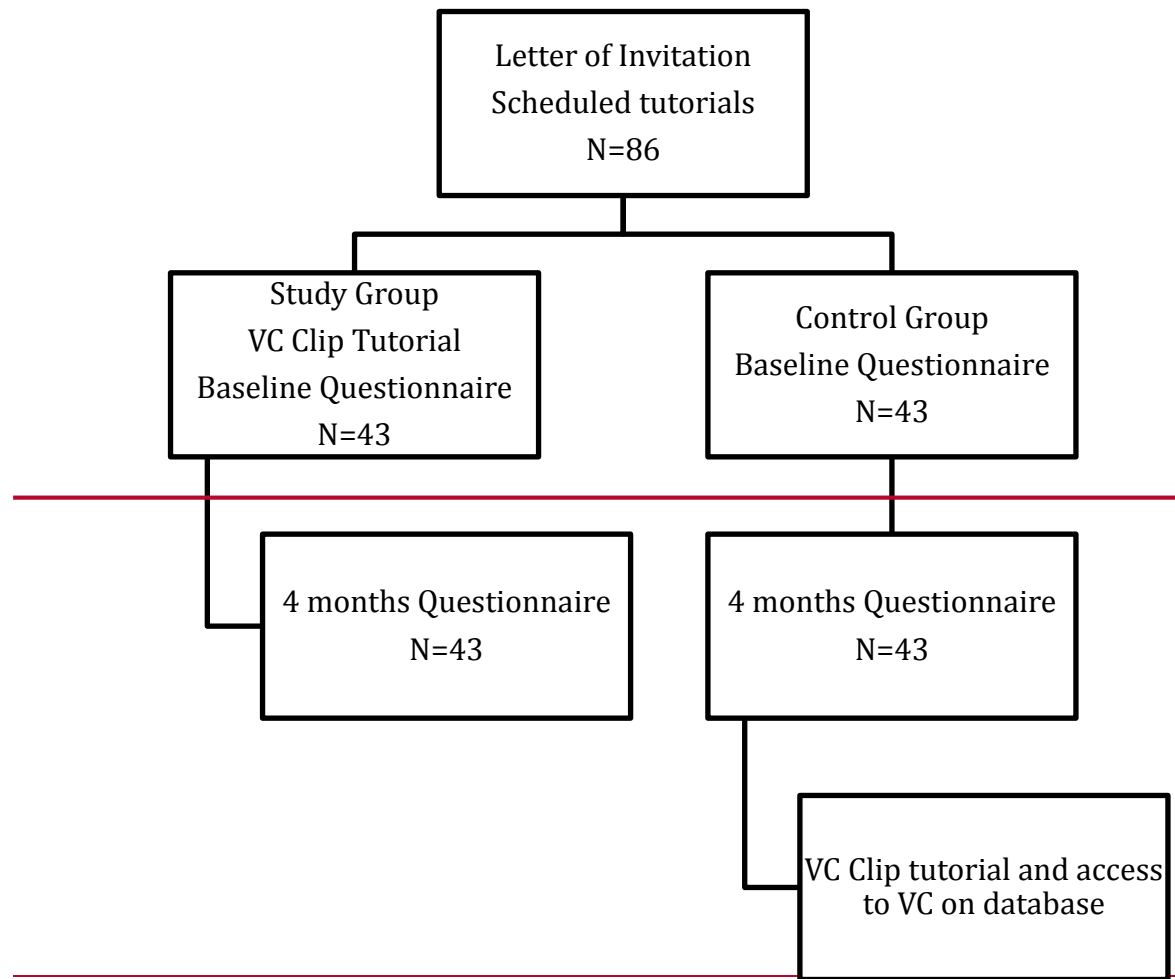 Letter of Invitation
Scheduled tutorials
N=86
Study Group
VC Clip Tutorial
Baseline Questionnaire
N=43
Control Group
Baseline Questionnaire
N=43
4 months Questionnaire
N=43
4 months Questionnaire
N=43
VC Clip tutorial and access
to VC on database